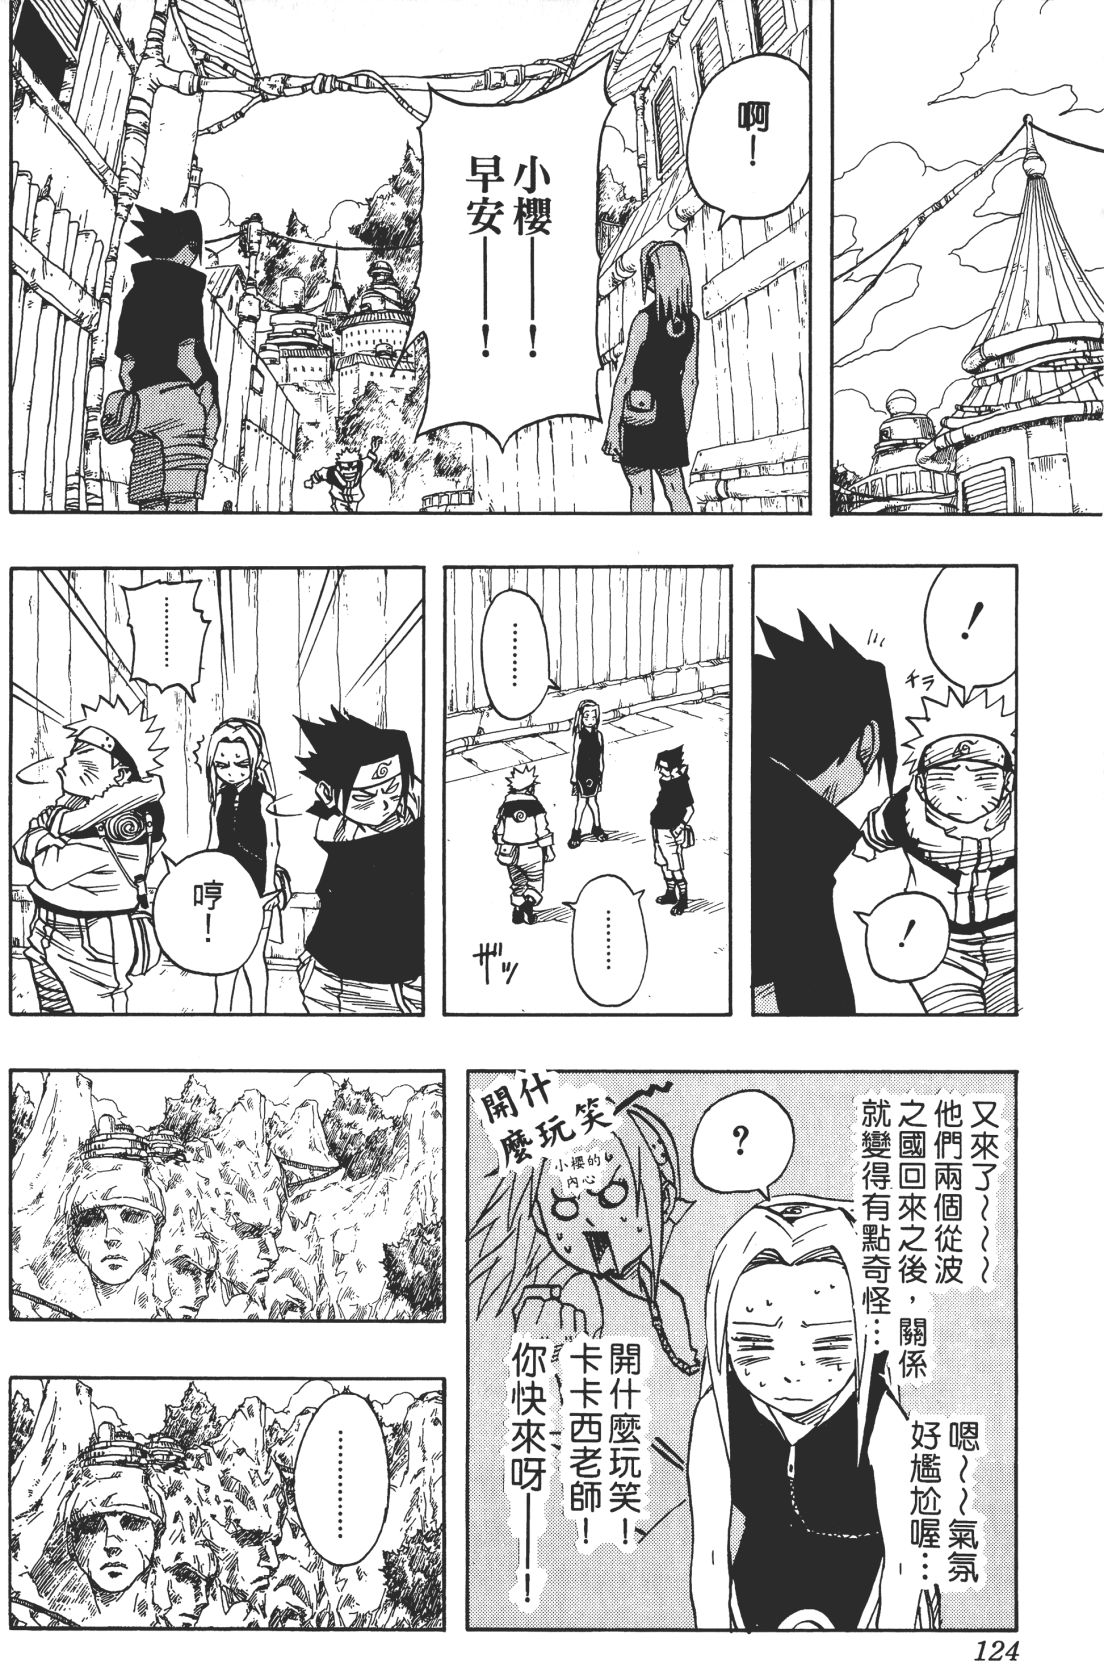 啊！
小櫻——！
早安———！
！
チラ
！
………
ザッ
………
………
哼！
又來了～～～～
他們兩個從波
之國回來之後，關係
就變得有點奇怪…
嗯～～氣氛
好尷尬喔…
？
開什
麼玩笑
小櫻的
內心
開什麼玩笑！
卡卡西老師！
你快來呀———！
…………
124